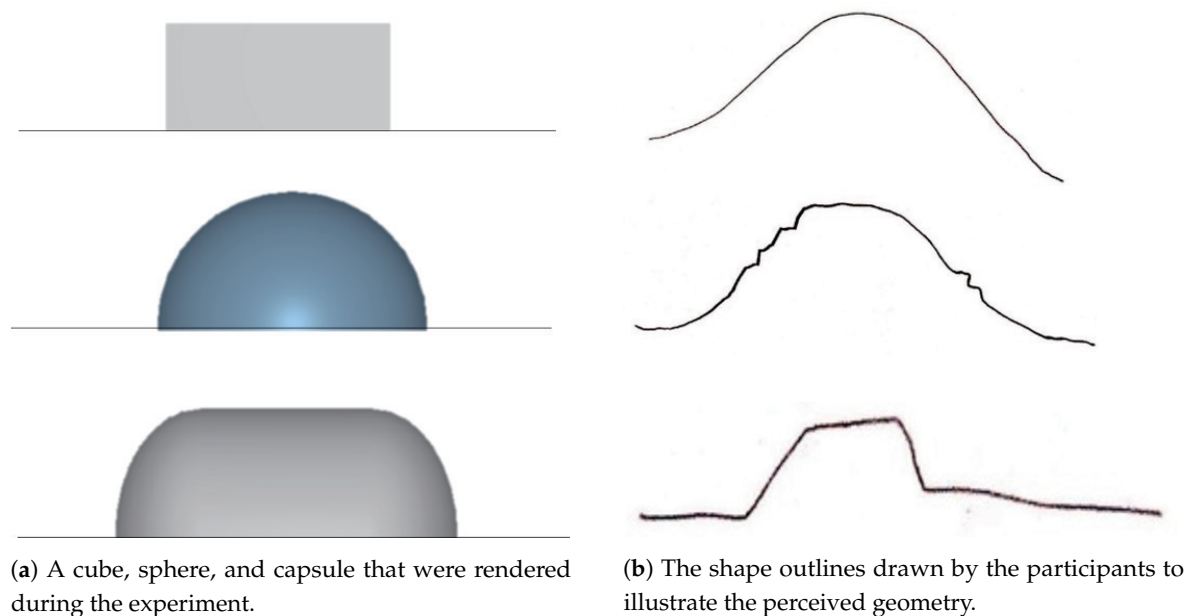 (a) A cube, sphere, and capsule that were rendered
during the experiment.
(b) The shape outlines drawn by the participants to
illustrate the perceived geometry.